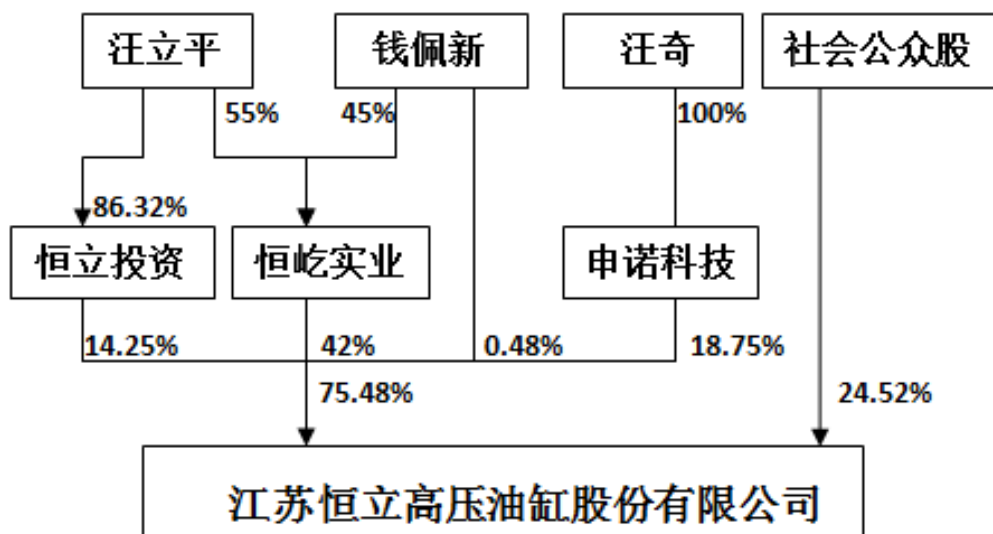 汪立平
钱佩新
汪奇
社会公众股
55%
45%
100%
86.32%
恒立投资
恒屹实业
申诺科技
14.25%
42%
0.48%
18.75%
75.48%
24.52%
江苏恒立高压油缸股份有限公司